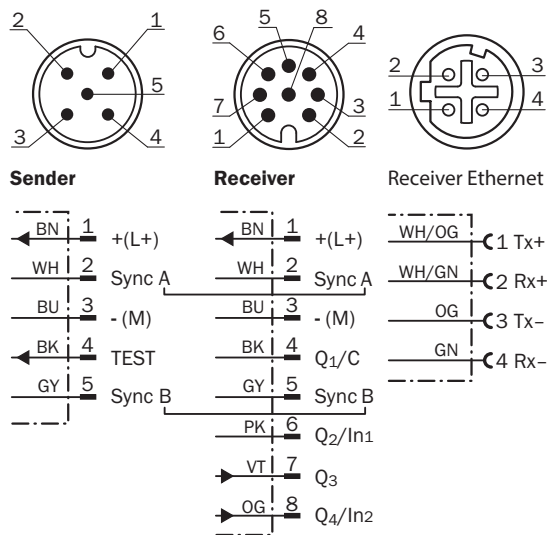 2 1
5
3 4
5 8
6 4
7 3
1 2
2 3
1 4
Sender
BN 1 +(L+)
WH 2 Sync A
BU 3 - (M)
BK 4 TEST
GY 5 Sync B
Receiver
BN 1 +(L+)
WH 2 Sync A
BU 3 - (M)
BK 4 Q1/C
GY 5 Sync B
PK 6 Q2/In1
VT 7 Q3
OG 8 Q4/In2
Receiver Ethernet
WH/OG 1 Tx+
WH/GN 2 Rx+
OG 3 Tx–
GN 4 Rx–